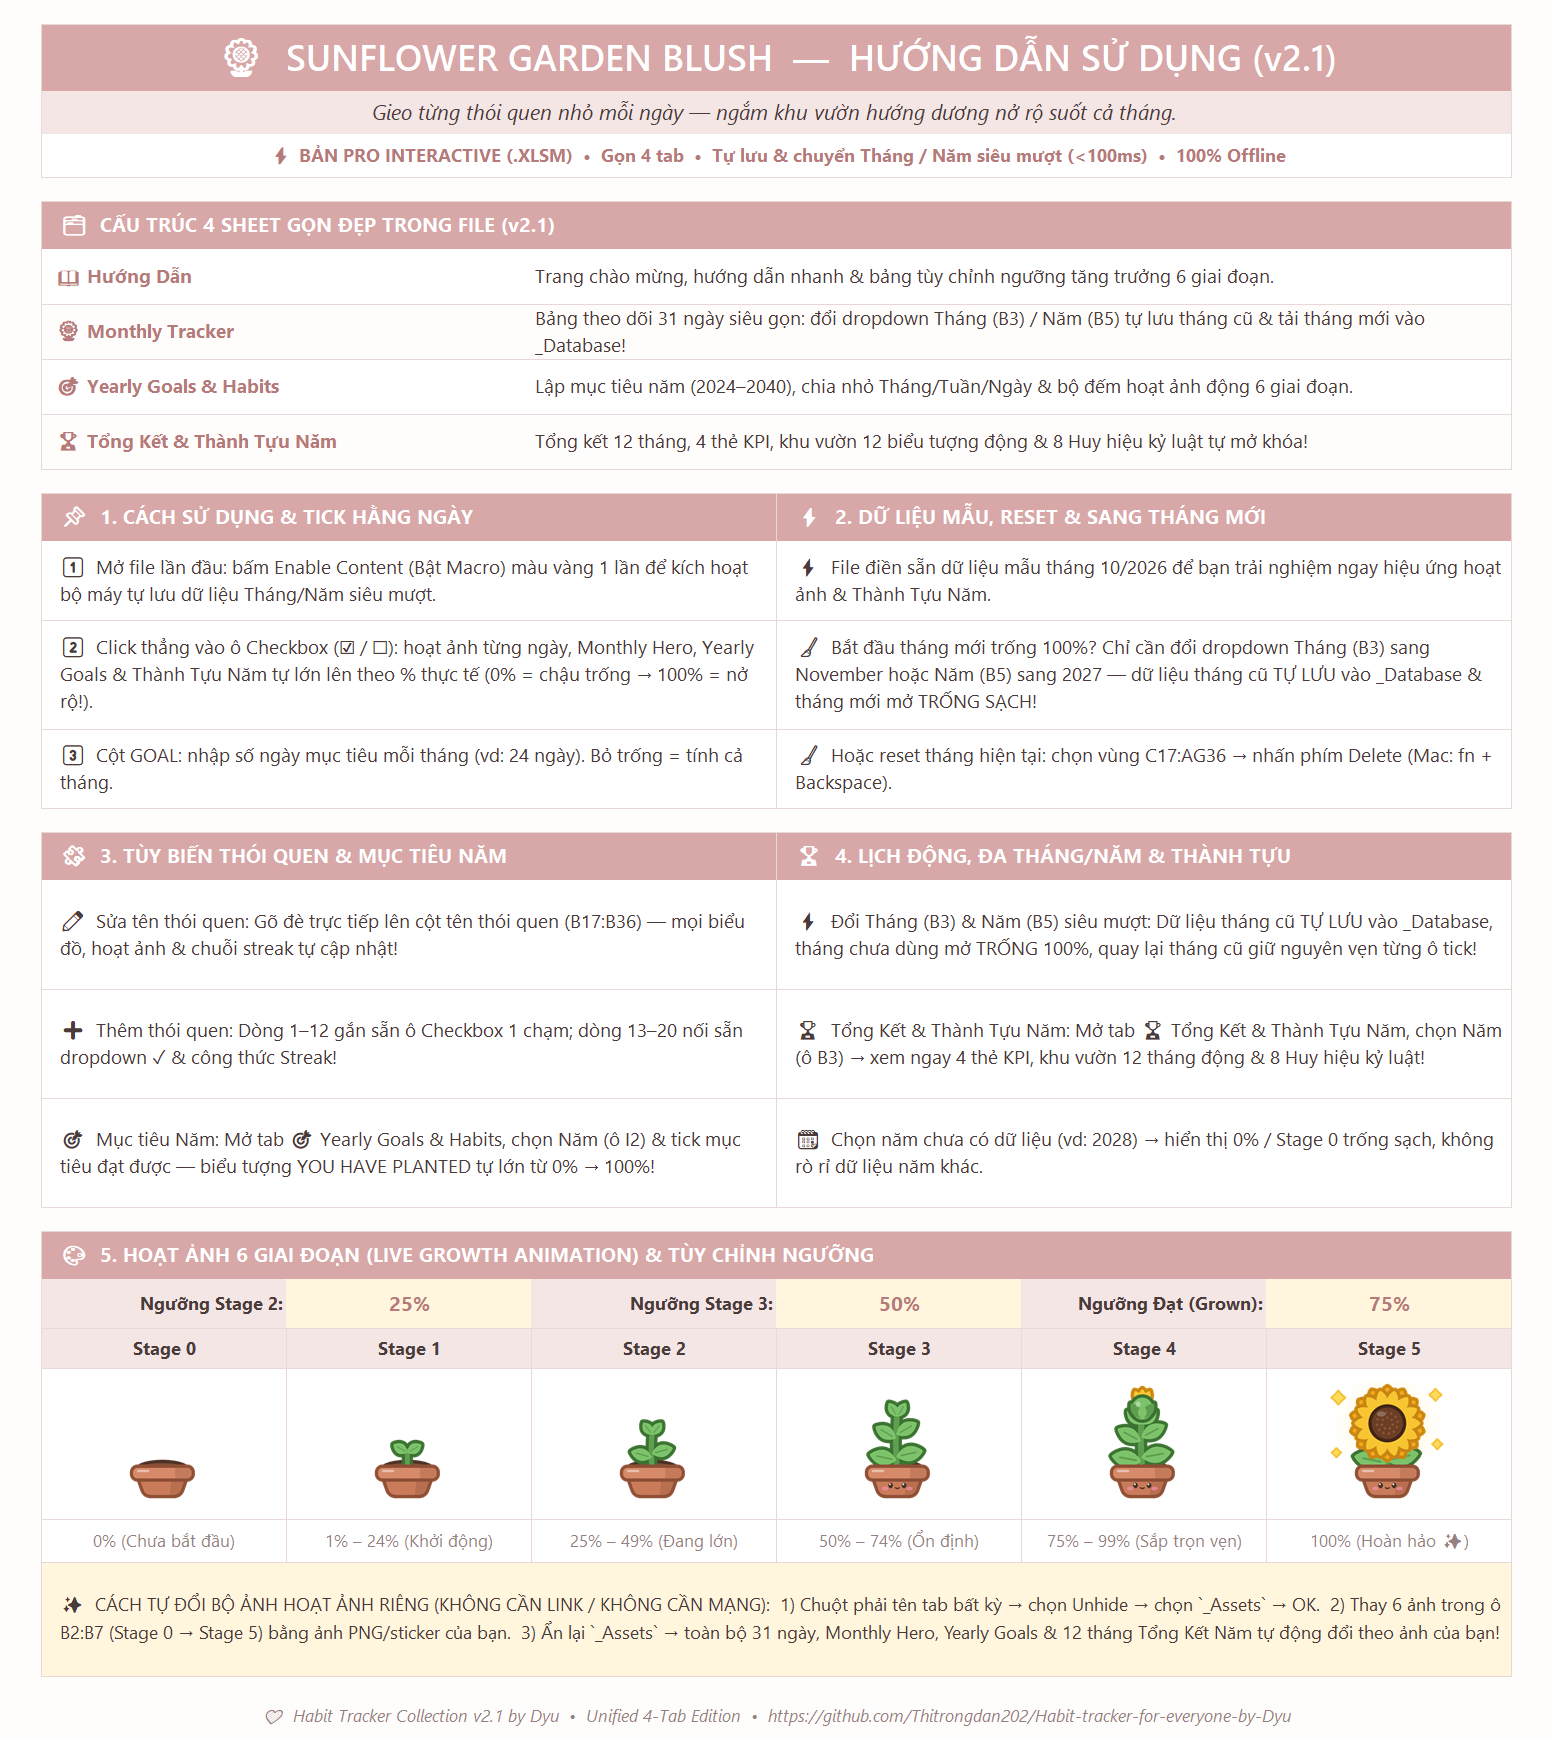 SUNFLOWER GARDEN BLUSH — HƯỚNG DẪN SỬ DỤNG (v2.1)
Gieo từng thói quen nhỏ mỗi ngày — ngắm khu vườn hướng dương nở rộ suốt cả tháng.
BẢN PRO INTERACTIVE (.XLSM) • Gọn 4 tab • Tự lưu & chuyển Tháng / Năm siêu mượt (<100ms) • 100% Offline
CẤU TRÚC 4 SHEET GỌN ĐẸP TRONG FILE (v2.1)
Hướng Dẫn
Trang chào mừng, hướng dẫn nhanh & bảng tùy chỉnh ngưỡng tăng trưởng 6 giai đoạn.
Monthly Tracker
Bảng theo dõi 31 ngày siêu gọn: đổi dropdown Tháng (B3) / Năm (B5) tự lưu tháng cũ & tải tháng mới vào
_Database!
Yearly Goals & Habits
Lập mục tiêu năm (2024–2040), chia nhỏ Tháng/Tuần/Ngày & bộ đếm hoạt ảnh động 6 giai đoạn.
Tổng Kết & Thành Tựu Năm
Tổng kết 12 tháng, 4 thẻ KPI, khu vườn 12 biểu tượng động & 8 Huy hiệu kỷ luật tự mở khóa!
1. CÁCH SỬ DỤNG & TICK HẰNG NGÀY
1 Mở file lần đầu: bấm Enable Content (Bật Macro) màu vàng 1 lần để kích hoạt
bộ máy tự lưu dữ liệu Tháng/Năm siêu mượt.
2 Click thẳng vào ô Checkbox (☑ / ☐): hoạt ảnh từng ngày, Monthly Hero, Yearly
Goals & Thành Tựu Năm tự lớn lên theo % thực tế (0% = chậu trống → 100% = nở
rộ!).
3 Cột GOAL: nhập số ngày mục tiêu mỗi tháng (vd: 24 ngày). Bỏ trống = tính cả
tháng.
2. DỮ LIỆU MẪU, RESET & SANG THÁNG MỚI
File điền sẵn dữ liệu mẫu tháng 10/2026 để bạn trải nghiệm ngay hiệu ứng hoạt
ảnh & Thành Tựu Năm.
Bắt đầu tháng mới trống 100%? Chỉ cần đổi dropdown Tháng (B3) sang
November hoặc Năm (B5) sang 2027 — dữ liệu tháng cũ TỰ LƯU vào _Database &
tháng mới mở TRỐNG SẠCH!
Hoặc reset tháng hiện tại: chọn vùng C17:AG36 → nhấn phím Delete (Mac: fn +
Backspace).
3. TÙY BIẾN THÓI QUEN & MỤC TIÊU NĂM
Sửa tên thói quen: Gõ đè trực tiếp lên cột tên thói quen (B17:B36) — mọi biểu
đồ, hoạt ảnh & chuỗi streak tự cập nhật!
Thêm thói quen: Dòng 1–12 gắn sẵn ô Checkbox 1 chạm; dòng 13–20 nối sẵn
dropdown ✓ & công thức Streak!
Mục tiêu Năm: Mở tab Yearly Goals & Habits, chọn Năm (ô I2) & tick mục
tiêu đạt được — biểu tượng YOU HAVE PLANTED tự lớn từ 0% → 100%!
4. LỊCH ĐỘNG, ĐA THÁNG/NĂM & THÀNH TỰU
Đổi Tháng (B3) & Năm (B5) siêu mượt: Dữ liệu tháng cũ TỰ LƯU vào _Database,
tháng chưa dùng mở TRỐNG 100%, quay lại tháng cũ giữ nguyên vẹn từng ô tick!
Tổng Kết & Thành Tựu Năm: Mở tab Tổng Kết & Thành Tựu Năm, chọn Năm
(ô B3) → xem ngay 4 thẻ KPI, khu vườn 12 tháng động & 8 Huy hiệu kỷ luật!
Chọn năm chưa có dữ liệu (vd: 2028) → hiển thị 0% / Stage 0 trống sạch, không
rò rỉ dữ liệu năm khác.
5. HOẠT ẢNH 6 GIAI ĐOẠN (LIVE GROWTH ANIMATION) & TÙY CHỈNH NGƯỠNG
Ngưỡng Stage 2: 25% Ngưỡng Stage 3: 50% Ngưỡng Đạt (Grown): 75%
Stage 0 Stage 1 Stage 2 Stage 3 Stage 4 Stage 5
0% (Chưa bắt đầu) 1% – 24% (Khởi động) 25% – 49% (Đang lớn) 50% – 74% (Ổn định) 75% – 99% (Sắp trọn vẹn) 100% (Hoàn hảo ✨)
✨ CÁCH TỰ ĐỔI BỘ ẢNH HOẠT ẢNH RIÊNG (KHÔNG CẦN LINK / KHÔNG CẦN MẠNG): 1) Chuột phải tên tab bất kỳ → chọn Unhide → chọn `_Assets` → OK. 2) Thay 6 ảnh trong ô
B2:B7 (Stage 0 → Stage 5) bằng ảnh PNG/sticker của bạn. 3) Ẩn lại `_Assets` → toàn bộ 31 ngày, Monthly Hero, Yearly Goals & 12 tháng Tổng Kết Năm tự động đổi theo ảnh của bạn!
Habit Tracker Collection v2.1 by Dyu • Unified 4-Tab Edition • https://github.com/Thitrongdan202/Habit-tracker-for-everyone-by-Dyu